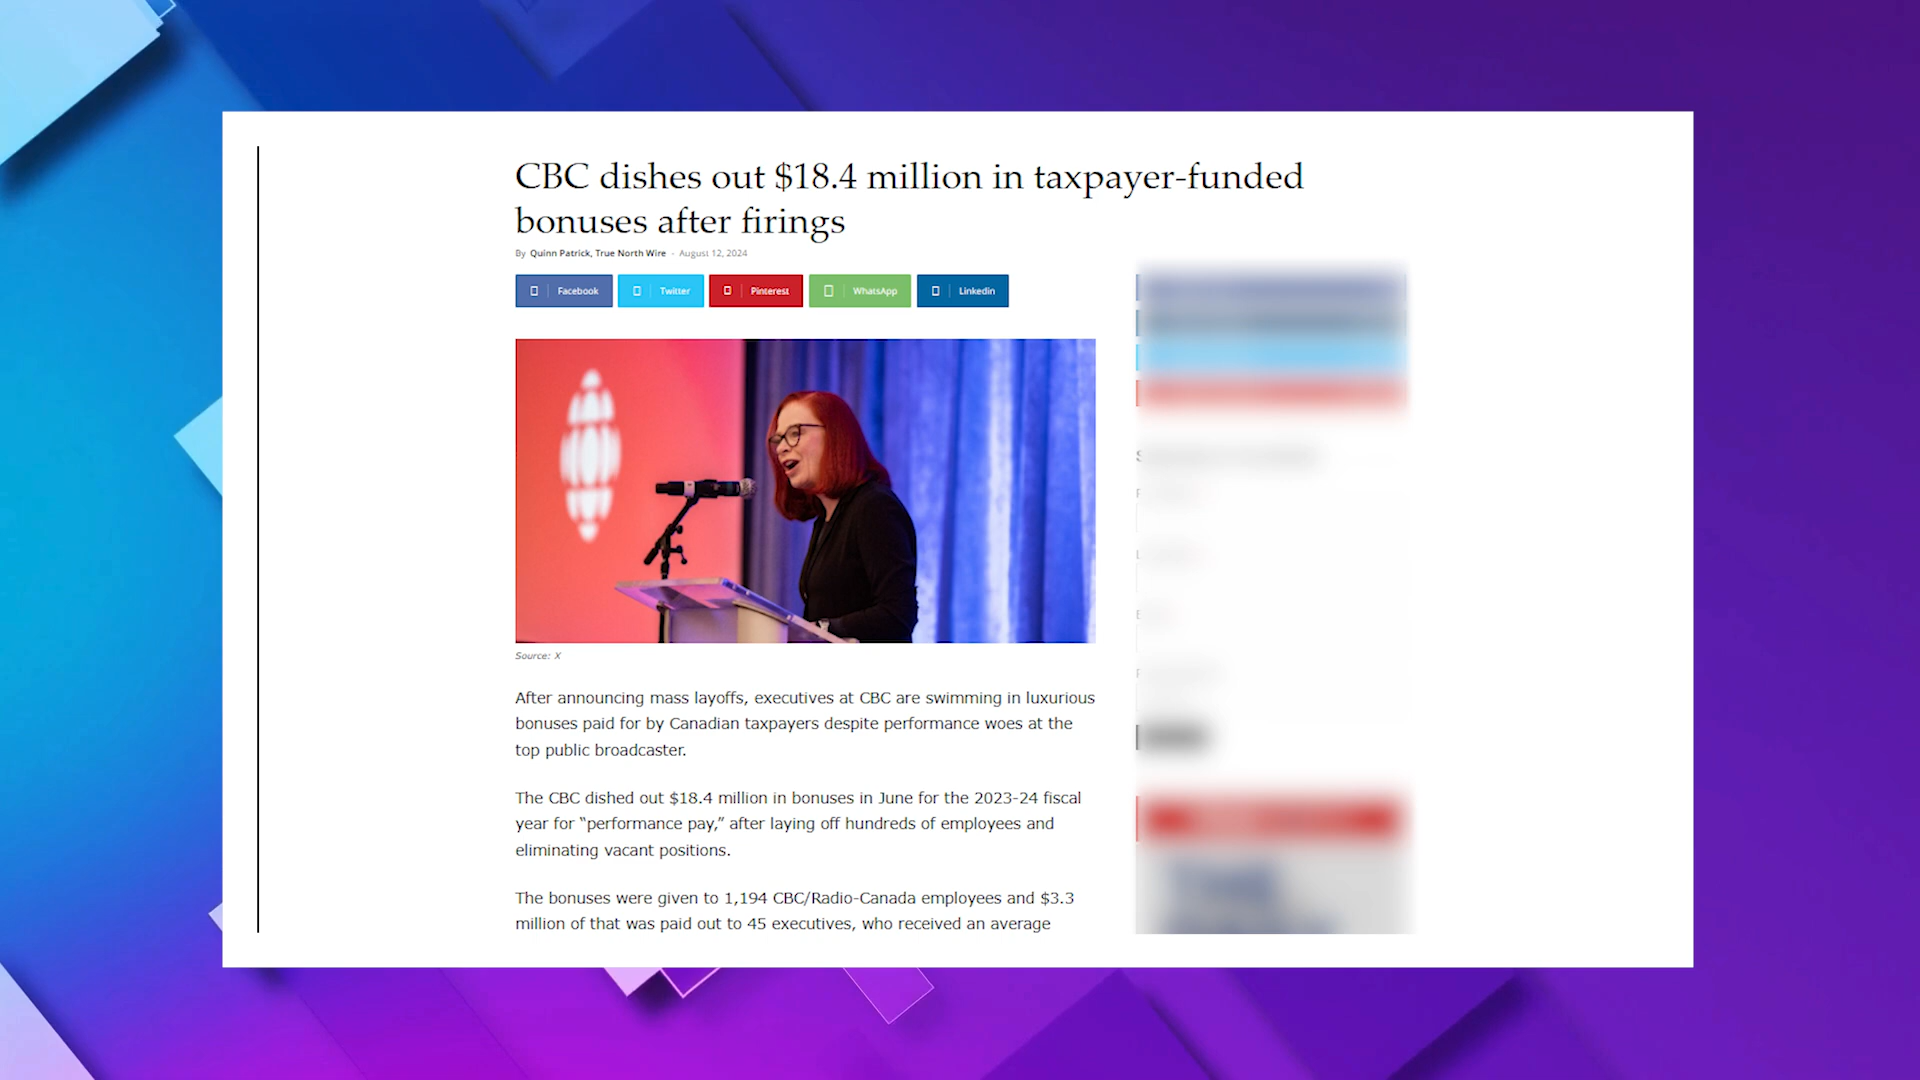 CBC dishes out $18.4 million in taxpayer-funded
bonuses after firings
By Quinn Patrick, True North Wire - August 12, 2024
Facebook
Twitter
Pinterest
WhatsApp
Linkedin
Source: X
After announcing mass layoffs, executives at CBC are swimming in luxurious
bonuses paid for by Canadian taxpayers despite performance woes at the
top public broadcaster.
The CBC dished out $18.4 million in bonuses in June for the 2023-24 fiscal
year for “performance pay,” after laying off hundreds of employees and
eliminating vacant positions.
The bonuses were given to 1,194 CBC/Radio-Canada employees and $3.3
million of that was paid out to 45 executives, who received an average